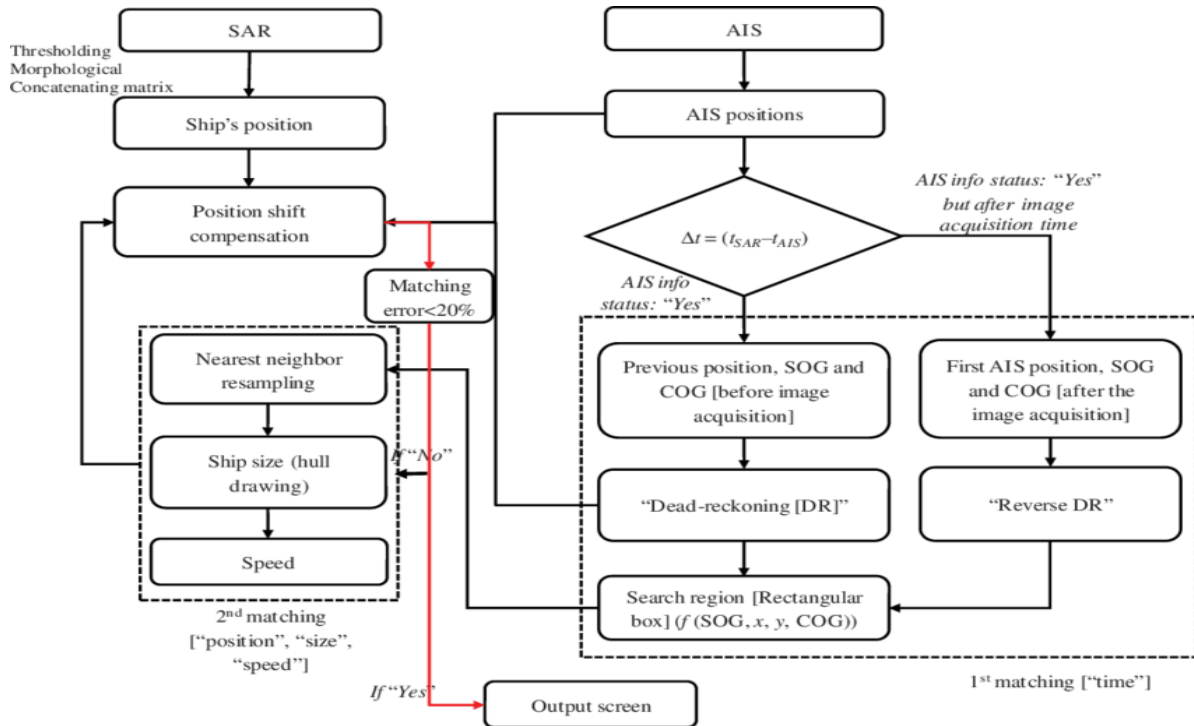 SAR
Thresholding
Morphological
Concatenating matrix
Ship's position
Position shift
compensation
Matching
error<20%
Nearest neighbor
resampling
Ship size (hull
drawing)
If “No”
Speed
2nd matching
[“position”, “size”,
“speed”]
If “Yes”
Output screen
AIS
AIS positions
Δt = (tSAR–tAIS)
AIS info status: “Yes”
but after image
acquisition time
AIS info
status: “Yes”
Previous position, SOG and
COG [before image
acquisition]
First AIS position, SOG
and COG [after the
image acquisition]
“Dead-reckoning [DR]”
“Reverse DR”
Search region [Rectangular
box] (f (SOG, x, y, COG))
1st matching [“time”]